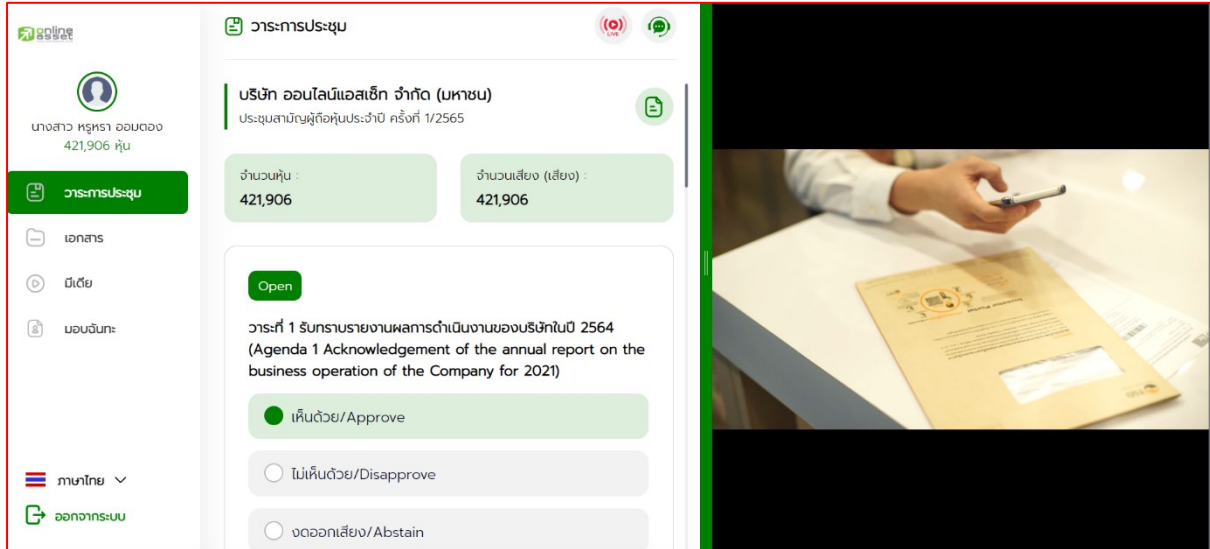 online
asset
นางสาว หรูหรา ออมตอง
421,906 หุ้น
วาระการประชุม
เอกสาร
มีเดีย
มอบฉันทะ
ภาษาไทย
ออกจากระบบ
วาระการประชุม
LIVE
บริษัท ออนไลน์แอสเซ็ท จำกัด (มหาชน)
ประชุมสามัญผู้ถือหุ้นประจำปี ครั้งที่ 1/2565
จำนวนหุ้น :
421,906
จำนวนเสียง (เสียง) :
421,906
Open
วาระที่ 1 รับทราบรายงานผลการดำเนินงานของบริษัทในปี 2564
(Agenda 1 Acknowledgement of the annual report on the
business operation of the Company for 2021)
เห็นด้วย/Approve
ไม่เห็นด้วย/Disapprove
งดออกเสียง/Abstain
Investor Portal
TSD